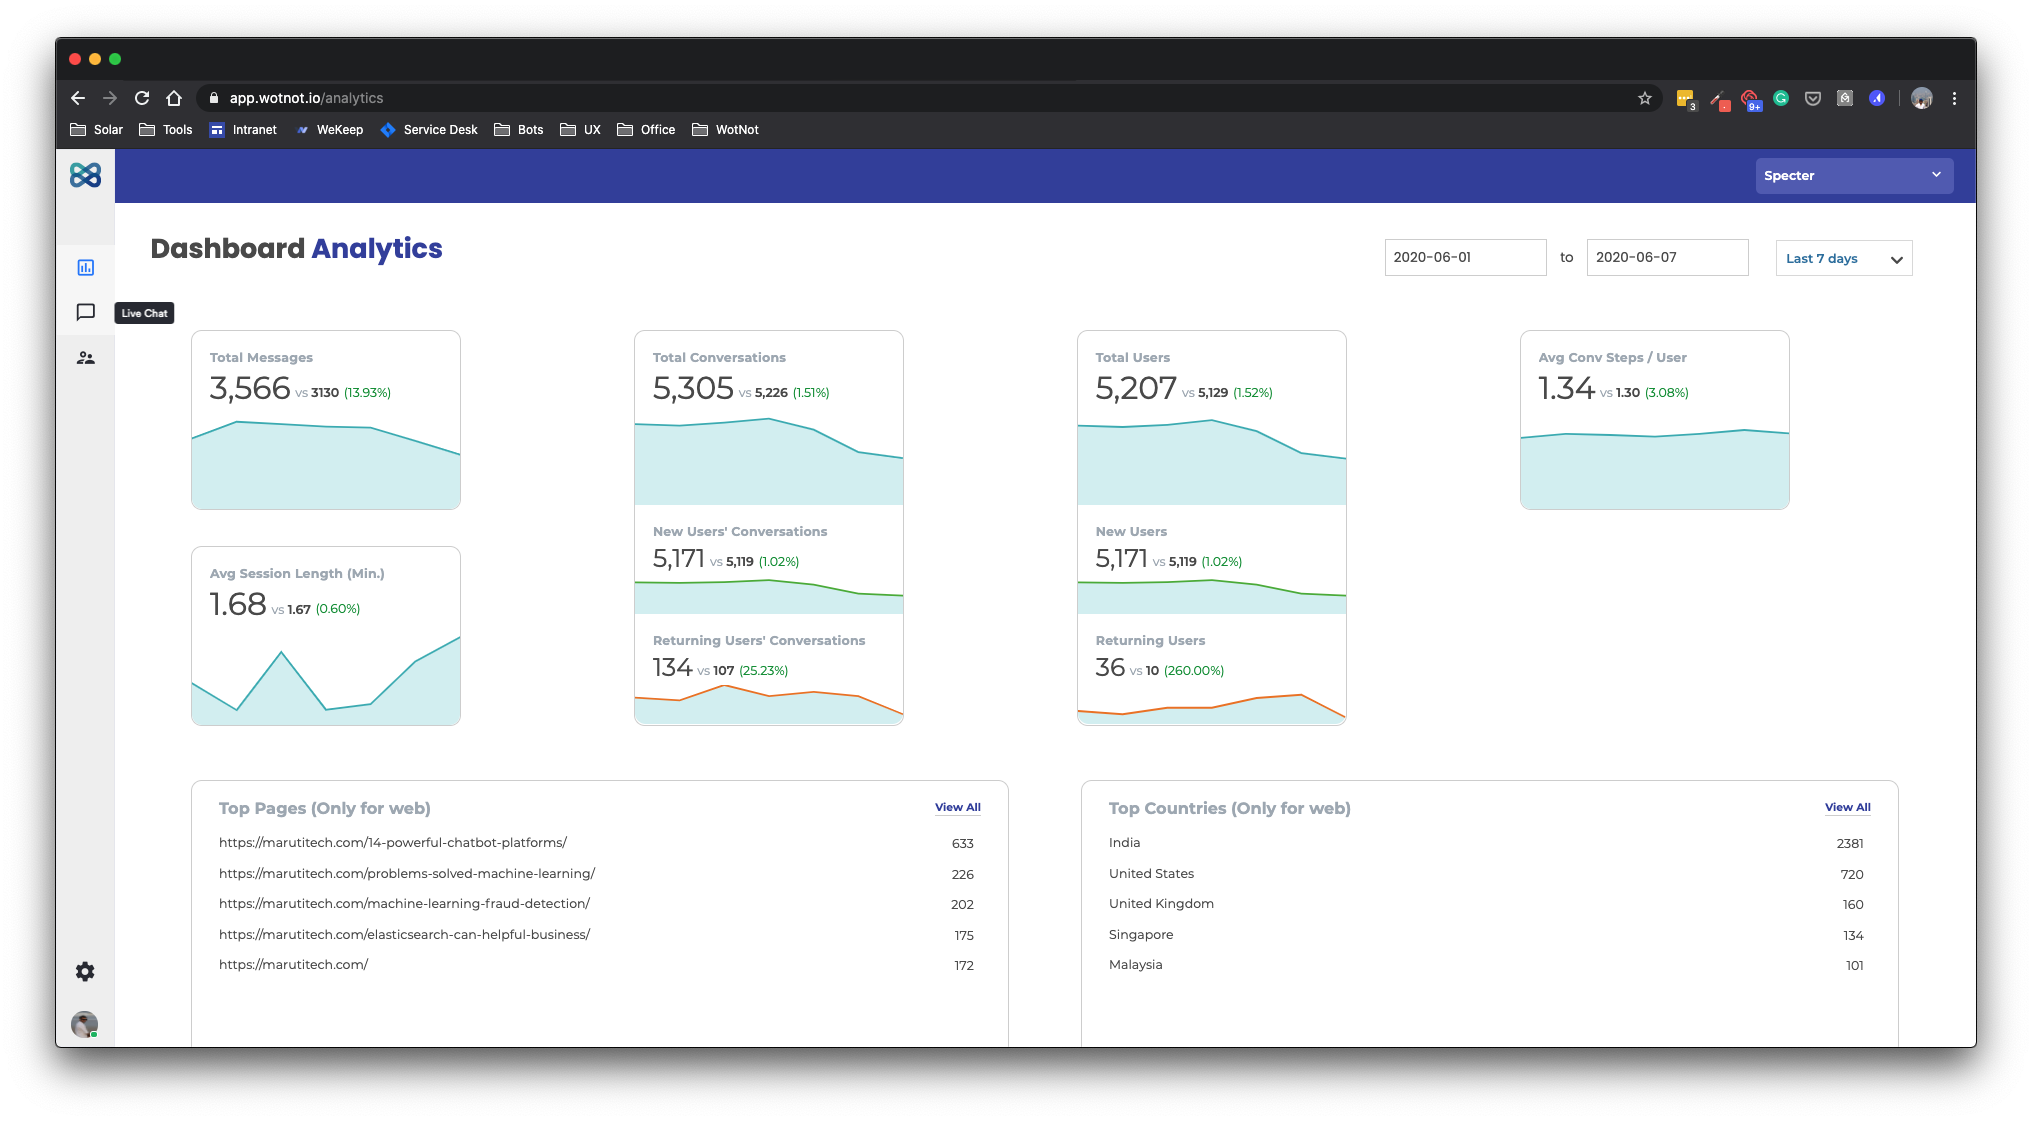 app.wotnot.io/analytics
3
9+
Solar Tools Intranet WeKeep Service Desk Bots UX Office WotNot
Specter
Dashboard Analytics
2020-06-01 to 2020-06-07 Last 7 days
Live Chat
Total Messages
3,566 vs 3130 (13.93%)
Total Conversations
5,305 vs 5,226 (1.51%)
Total Users
5,207 vs 5,129 (1.52%)
Avg Conv Steps / User
1.34 vs 1.30 (3.08%)
Avg Session Length (Min.)
1.68 vs 1.67 (0.60%)
New Users' Conversations
5,171 vs 5,119 (1.02%)
New Users
5,171 vs 5,119 (1.02%)
Returning Users' Conversations
134 vs 107 (25.23%)
Returning Users
36 vs 10 (260.00%)
Top Pages (Only for web) View All
https://marutitech.com/14-powerful-chatbot-platforms/ 633
https://marutitech.com/problems-solved-machine-learning/ 226
https://marutitech.com/machine-learning-fraud-detection/ 202
https://marutitech.com/elasticsearch-can-helpful-business/ 175
https://marutitech.com/ 172
Top Countries (Only for web) View All
India 2381
United States 720
United Kingdom 160
Singapore 134
Malaysia 101